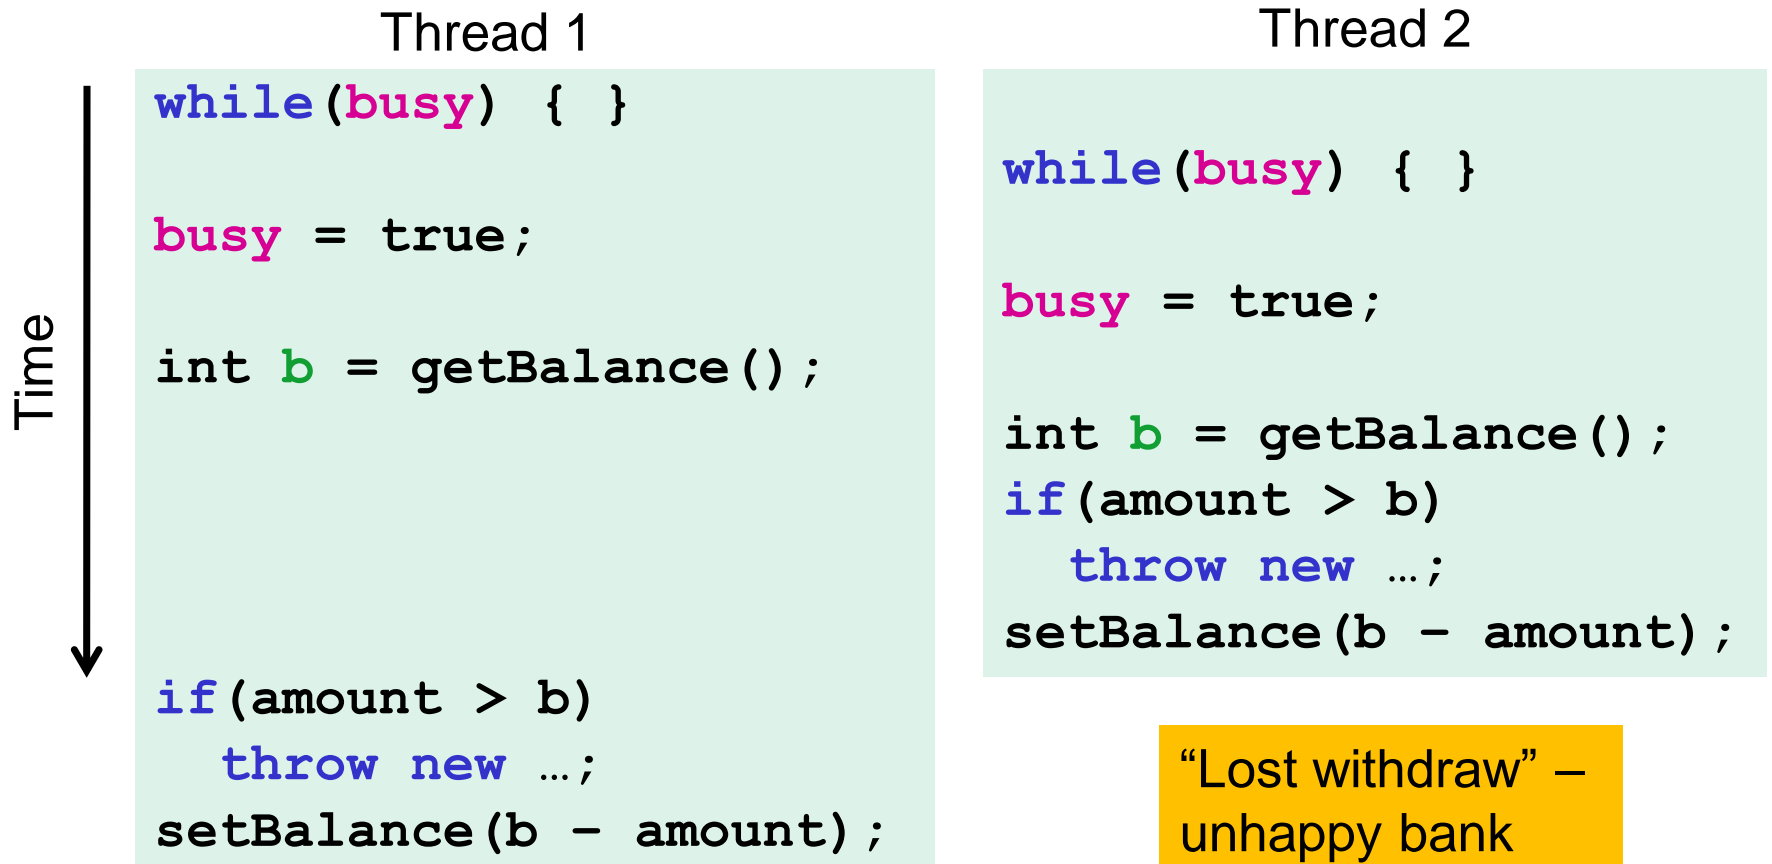 Thread 1
Time
while(busy) { }
busy = true;
int b = getBalance();
if(amount > b)
  throw new …;
setBalance(b – amount);
Thread 2
while(busy) { }
busy = true;
int b = getBalance();
if(amount > b)
  throw new …;
setBalance(b – amount);
“Lost withdraw” –
unhappy bank